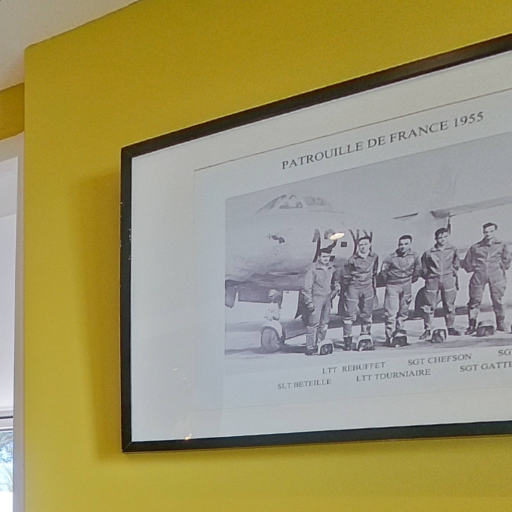 PATROUILLE DE FRANCE 1955
LTT REBUFFET SGT CHEFSON
SLT BETEILLE LTT TOURNIAIRE SGT GATTE